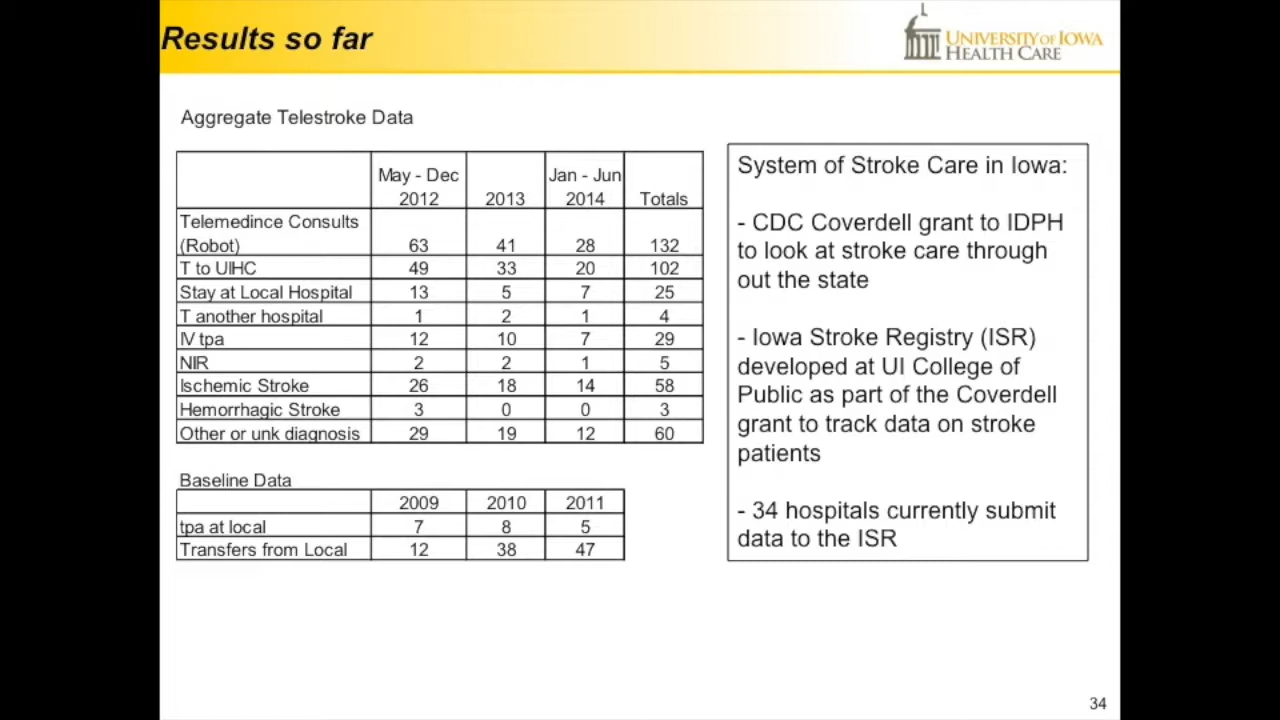 Results so far
UNIVERSITY OF IOWA
HEALTH CARE
Aggregate Telestroke Data
May - Dec 2012 2013 Jan - Jun 2014 Totals
Telemedince Consults (Robot) 63 41 28 132
T to UIHC 49 33 20 102
Stay at Local Hospital 13 5 7 25
T another hospital 1 2 1 4
IV tpa 12 10 7 29
NIR 2 2 1 5
Ischemic Stroke 26 18 14 58
Hemorrhagic Stroke 3 0 0 3
Other or unk diagnosis 29 19 12 60
Baseline Data
2009 2010 2011
tpa at local 7 8 5
Transfers from Local 12 38 47
System of Stroke Care in Iowa:
- CDC Coverdell grant to IDPH
to look at stroke care through
out the state
- Iowa Stroke Registry (ISR)
developed at UI College of
Public as part of the Coverdell
grant to track data on stroke
patients
- 34 hospitals currently submit
data to the ISR
34